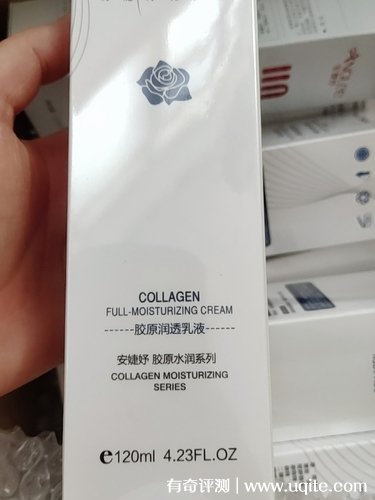 COLLAGEN
FULL-MOISTURIZING CREAM
------胶原润透乳液------
安婕妤 胶原水润系列
COLLAGEN MOISTURIZING
SERIES
e120ml 4.23FL.OZ
有奇评测 | www.uqite.com